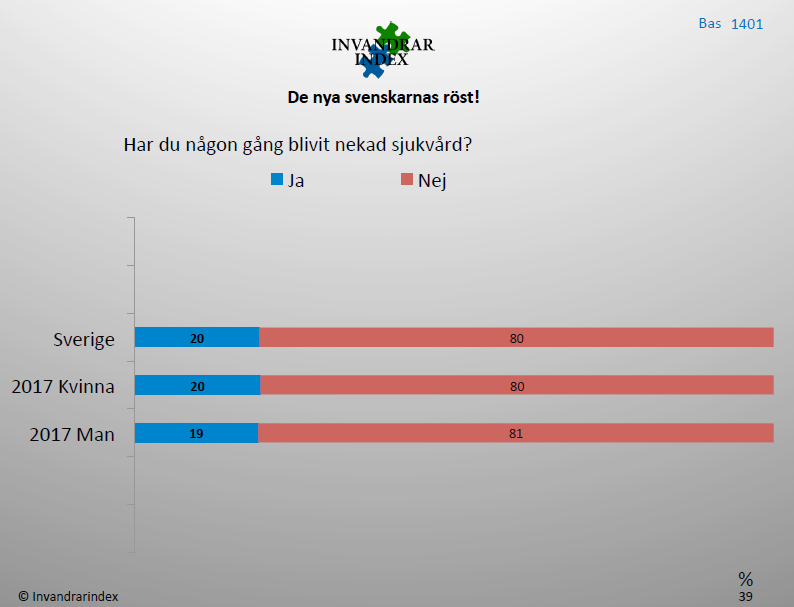 Bas 1401
INVANDRAR
INDEX
De nya svenskarnas röst!
Har du någon gång blivit nekad sjukvård?
Ja Nej
Sverige 20 80
2017 Kvinna 20 80
2017 Man 19 81
%
© Invandrarindex 39